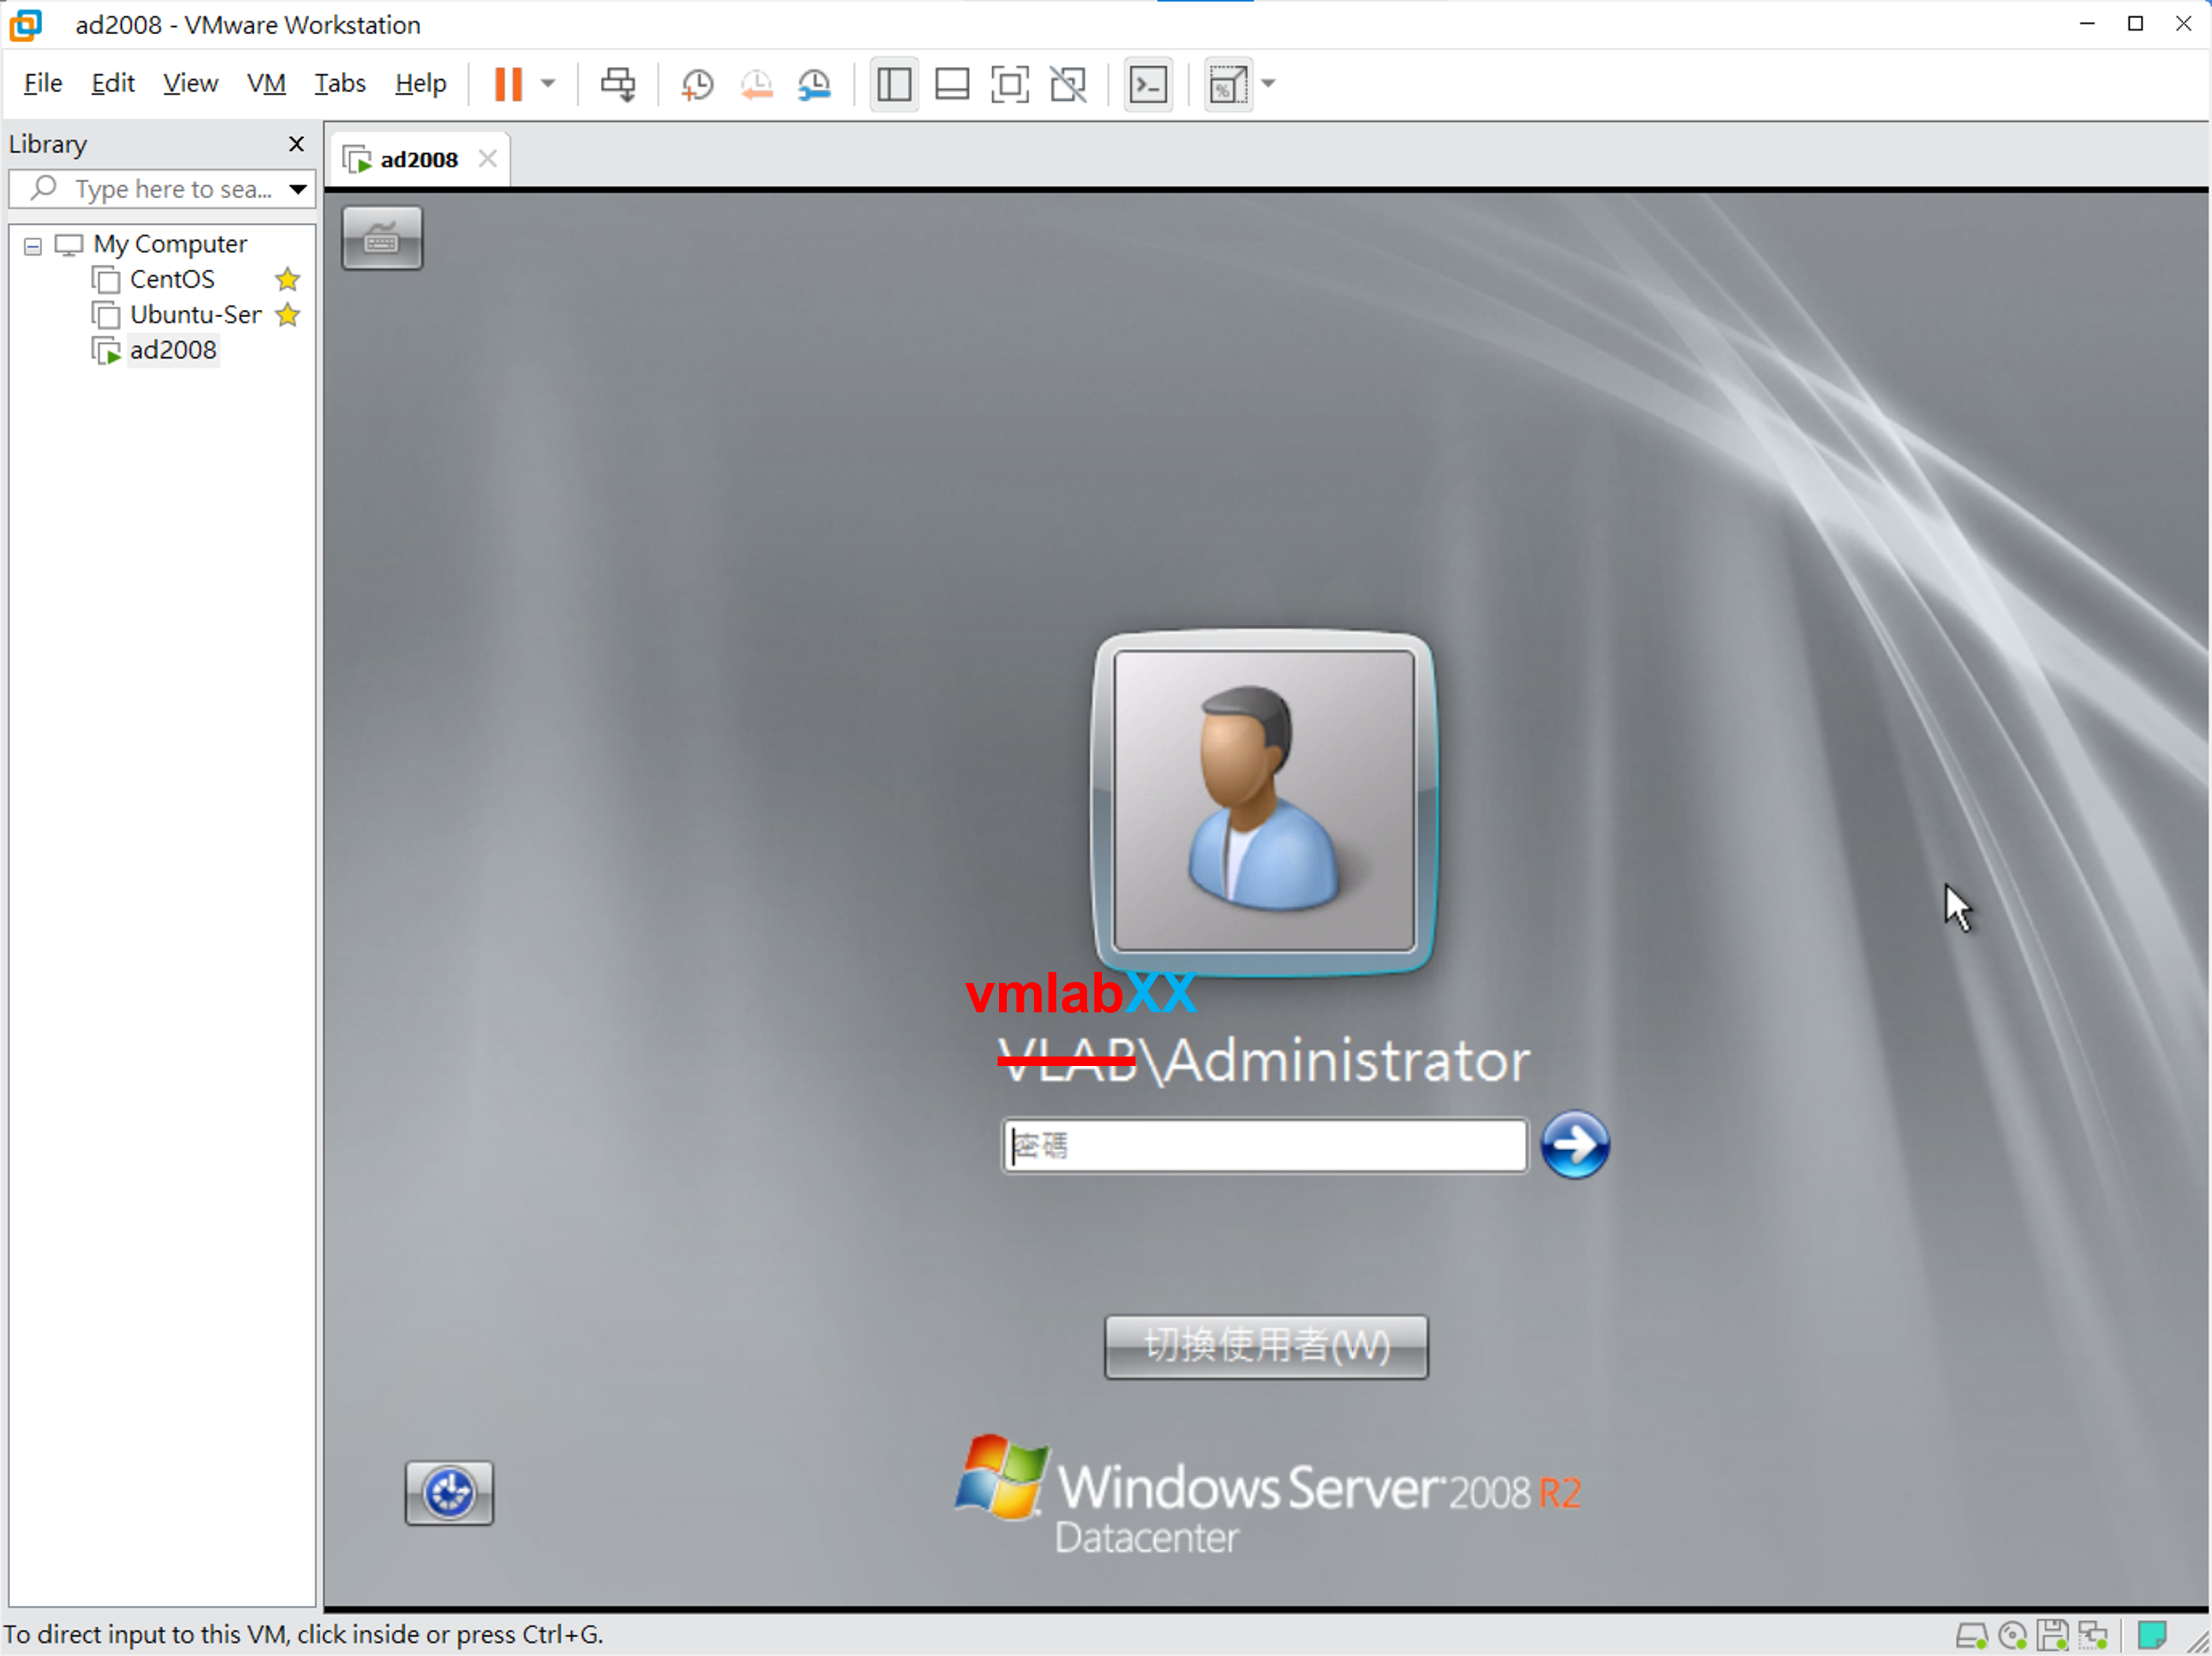 ad2008 - VMware Workstation
File Edit View VM Tabs Help
Library
ad2008
Type here to sea...
My Computer
CentOS
Ubuntu-Ser
ad2008
vmlabXX
VLAB\Administrator
密碼
切換使用者(W)
Windows Server 2008 R2
Datacenter
To direct input to this VM, click inside or press Ctrl+G.